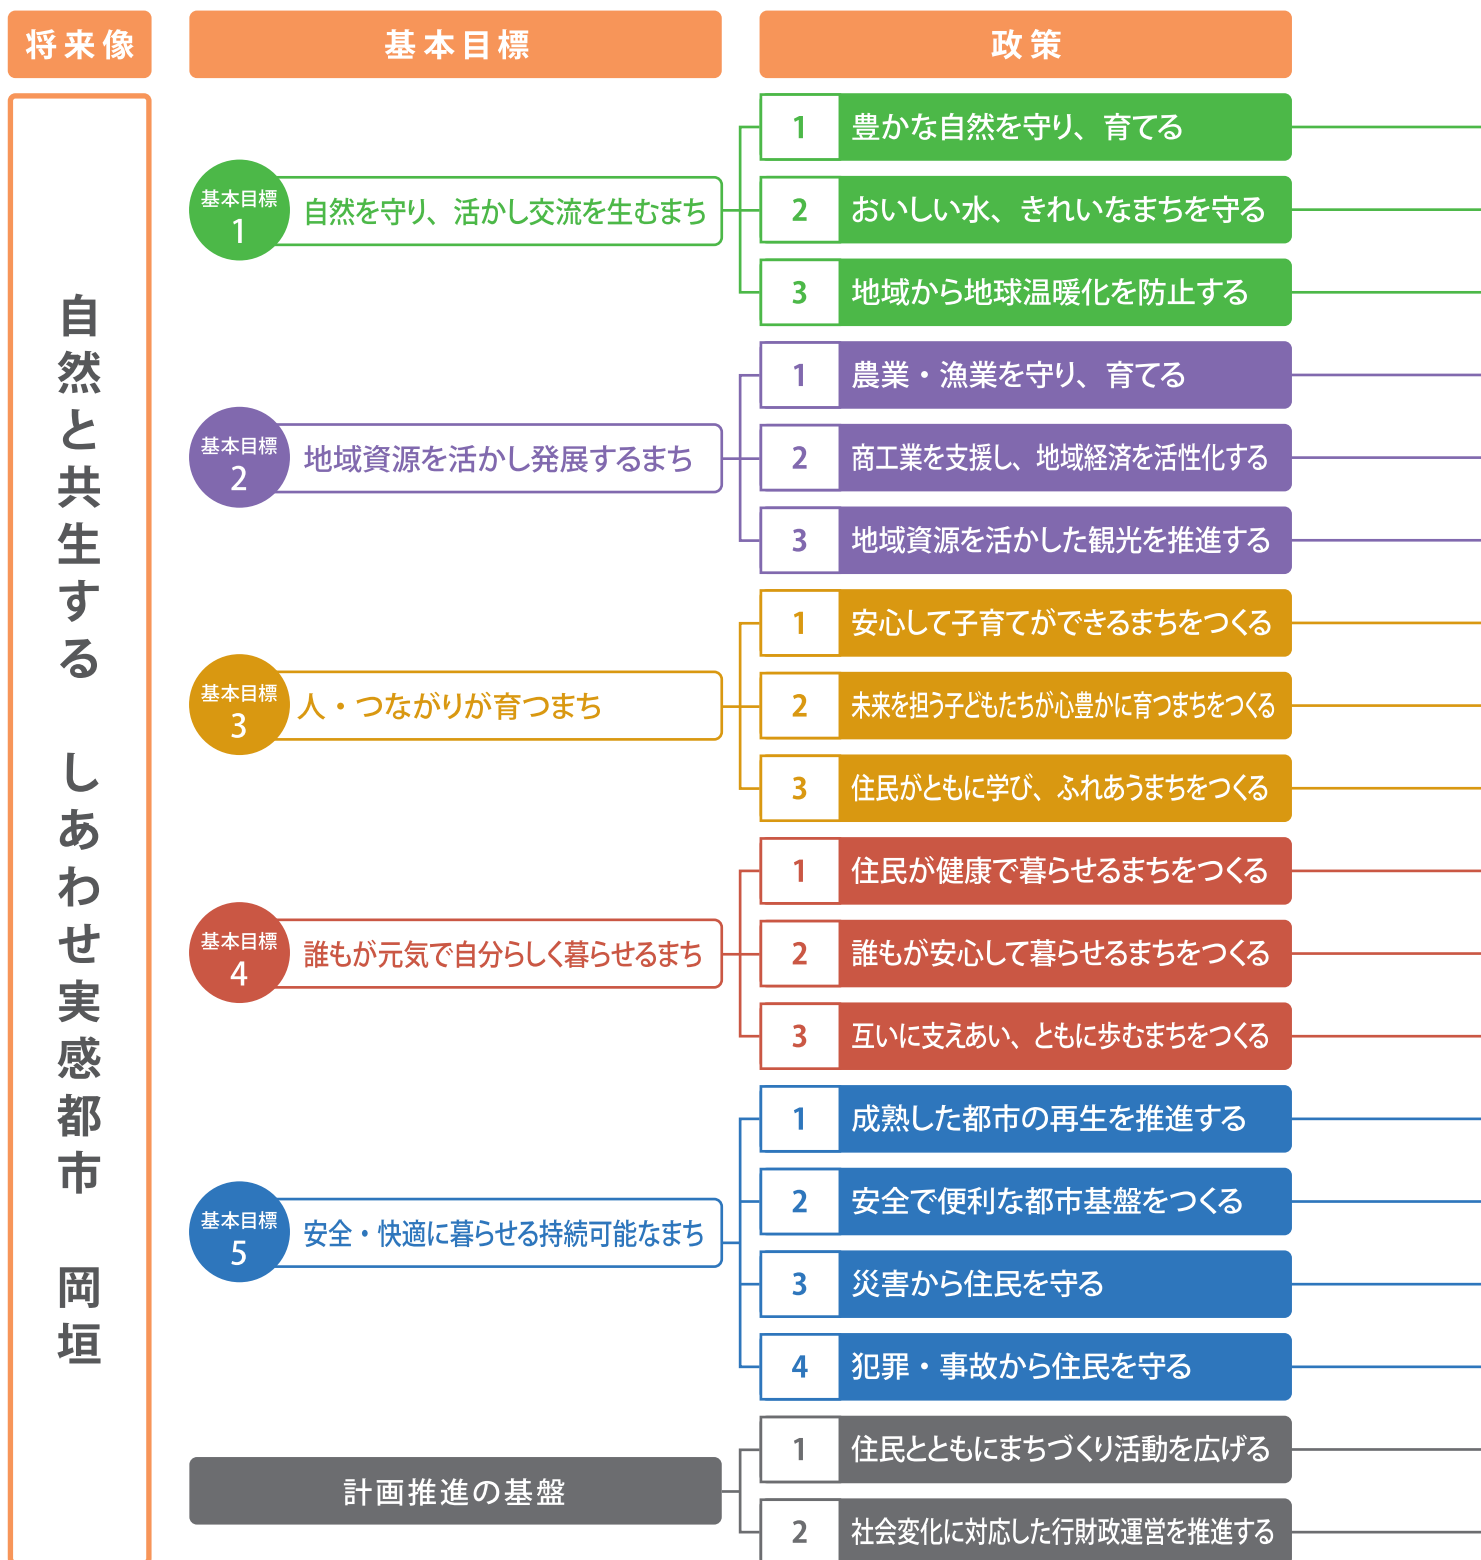 将来像
基本目標
政策
自然と共生する　しあわせ実感都市　岡垣
基本目標
1
自然を守り、活かし交流を生むまち
1
豊かな自然を守り、育てる
2
おいしい水、きれいなまちを守る
3
地域から地球温暖化を防止する
基本目標
2
地域資源を活かし発展するまち
1
農業・漁業を守り、育てる
2
商工業を支援し、地域経済を活性化する
3
地域資源を活かした観光を推進する
基本目標
3
人・つながりが育つまち
1
安心して子育てができるまちをつくる
2
未来を担う子どもたちが心豊かに育つまちをつくる
3
住民がともに学び、ふれあうまちをつくる
基本目標
4
誰もが元気で自分らしく暮らせるまち
1
住民が健康で暮らせるまちをつくる
2
誰もが安心して暮らせるまちをつくる
3
互いに支えあい、ともに歩むまちをつくる
基本目標
5
安全・快適に暮らせる持続可能なまち
1
成熟した都市の再生を推進する
2
安全で便利な都市基盤をつくる
3
災害から住民を守る
4
犯罪・事故から住民を守る
計画推進の基盤
1
住民とともにまちづくり活動を広げる
2
社会変化に対応した行財政運営を推進する